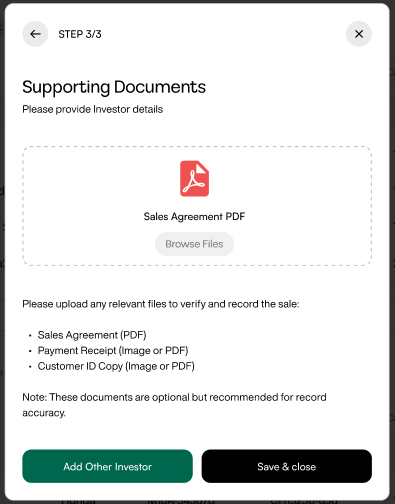 STEP 3/3
Supporting Documents
Please provide Investor details
Sales Agreement PDF
Browse Files
Please upload any relevant files to verify and record the sale:
• Sales Agreement (PDF)
• Payment Receipt (Image or PDF)
• Customer ID Copy (Image or PDF)
Note: These documents are optional but recommended for record
accuracy.
Add Other Investor
Save & close